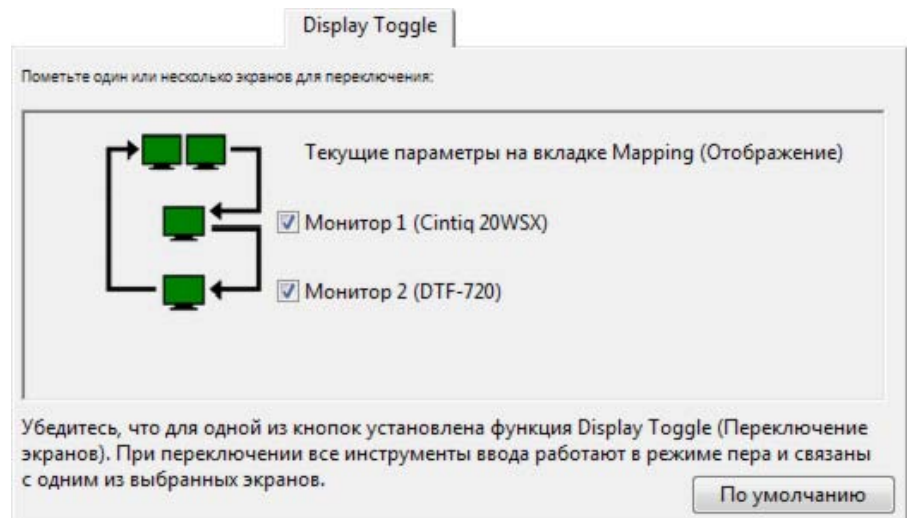 Display Toggle
Пометьте один или несколько экранов для переключения:
Текущие параметры на вкладке Mapping (Отображение)
Монитор 1 (Cintiq 20WSX)
Монитор 2 (DTF-720)
Убедитесь, что для одной из кнопок установлена функция Display Toggle (Переключение
экранов). При переключении все инструменты ввода работают в режиме пера и связаны
с одним из выбранных экранов.
По умолчанию